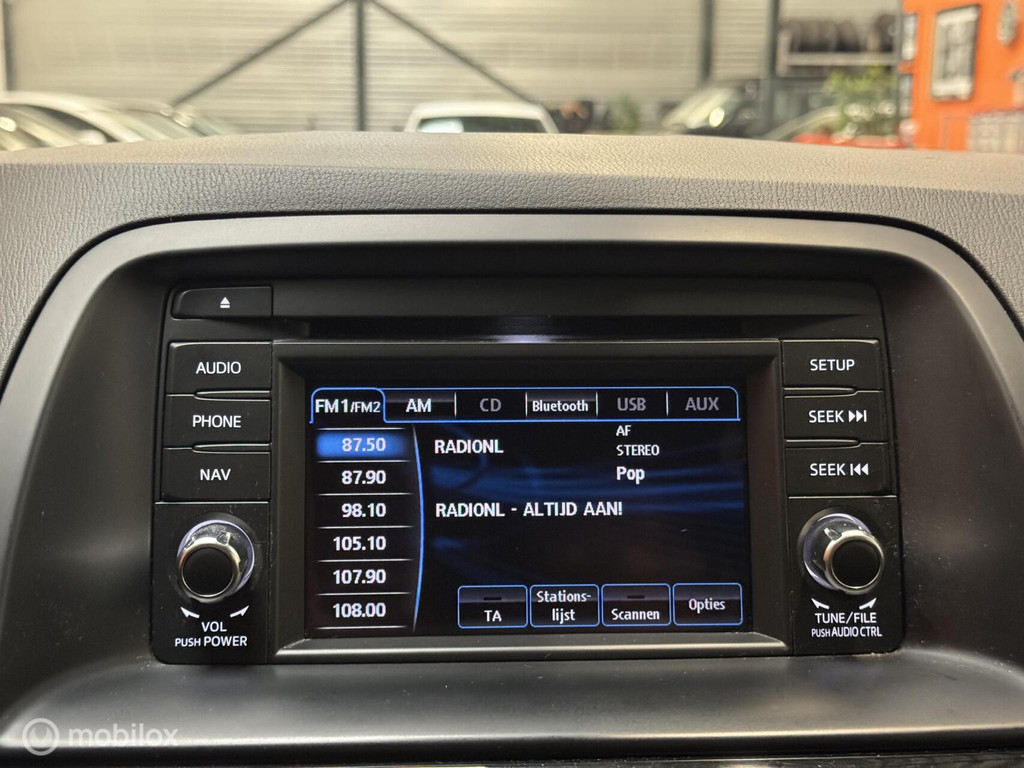 AUDIO
PHONE
NAV
VOL
PUSH POWER
FM1/FM2 AM CD Bluetooth USB AUX
87.50
87.90
98.10
105.10
107.90
108.00
RADIONL
AF
STEREO
Pop
RADIONL - ALTIJD AAN!
TA
Stations-
lijst
Scannen
Opties
SETUP
SEEK
SEEK
TUNE/FILE
PUSH AUDIO CTRL
mobilox